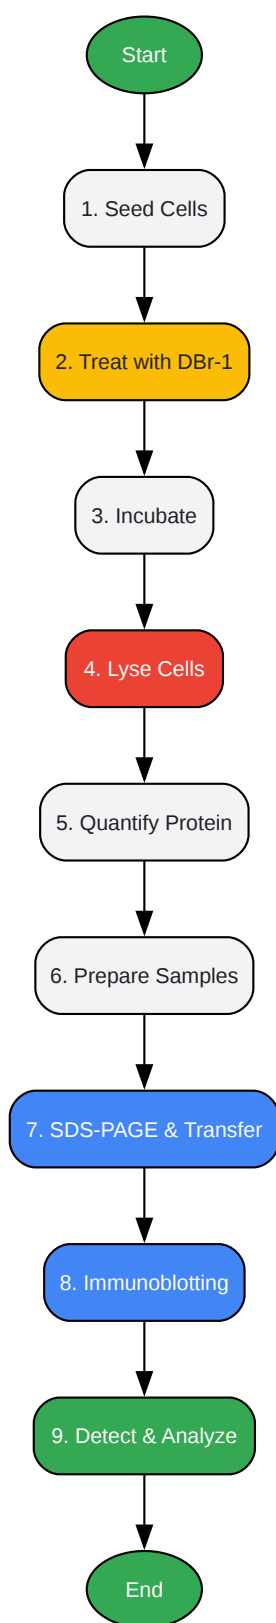 Start
1. Seed Cells
2. Treat with DBr-1
3. Incubate
4. Lyse Cells
5. Quantify Protein
6. Prepare Samples
7. SDS-PAGE & Transfer
8. Immunoblotting
9. Detect & Analyze
End